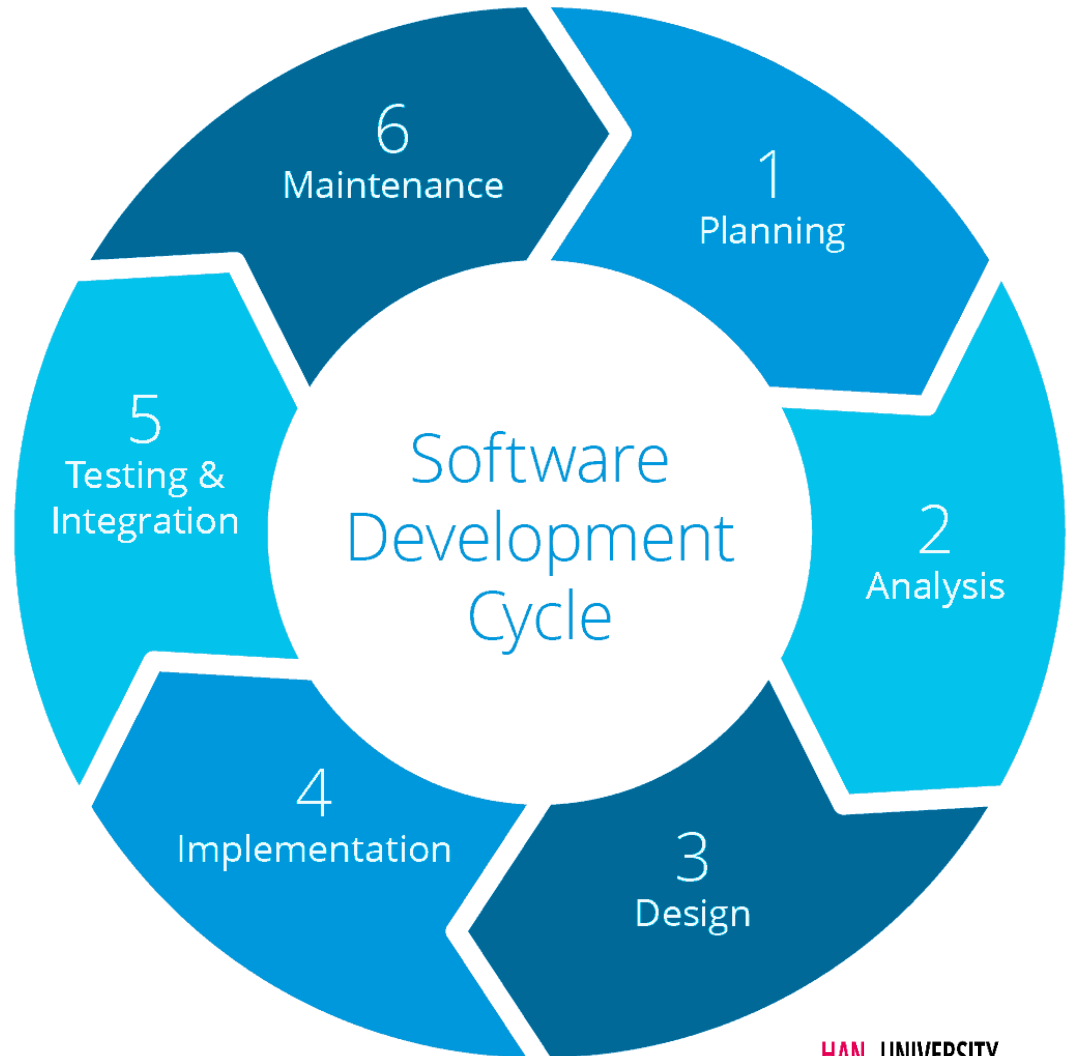 6
Maintenance
1
Planning
5
Testing &
Integration
Software
Development
Cycle
2
Analysis
4
Implementation
3
Design
HAN UNIVERSITY